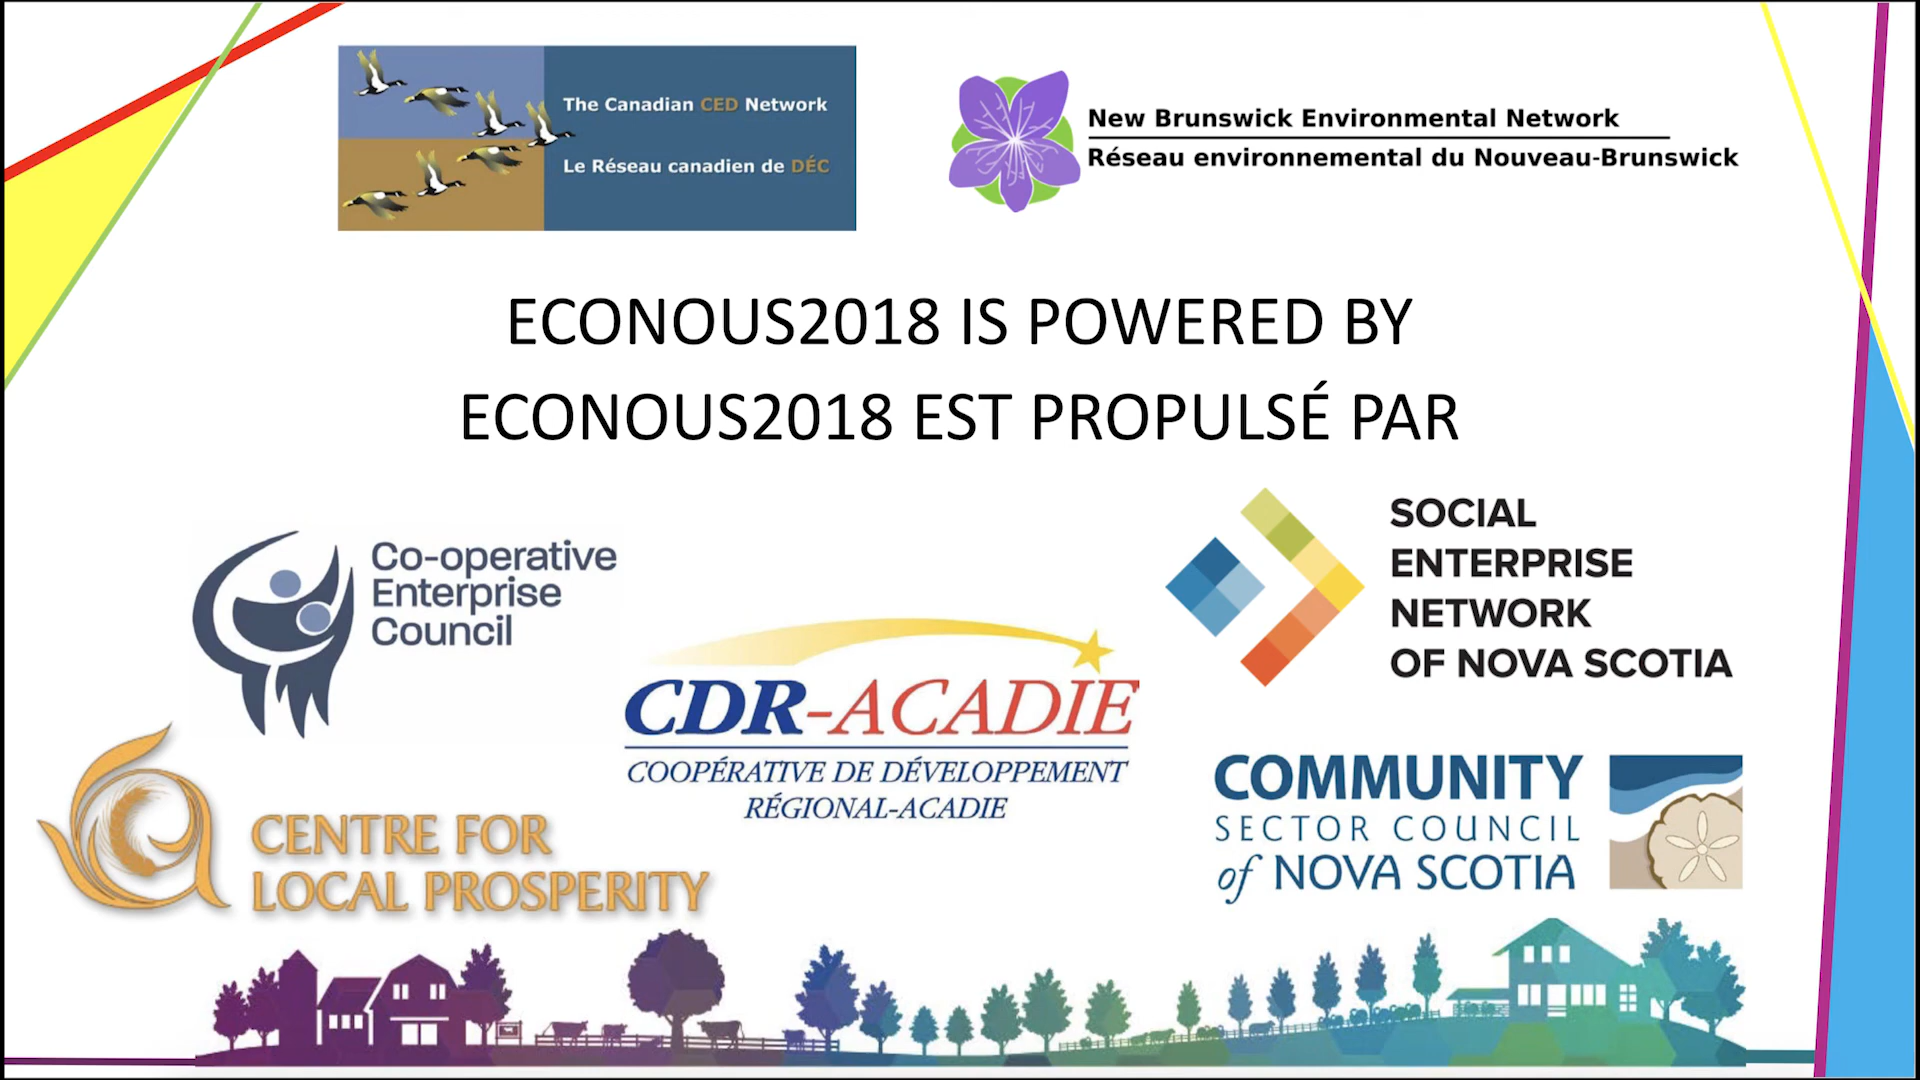 The Canadian CED Network
Le Réseau canadien de DÉC
New Brunswick Environmental Network
Réseau environnemental du Nouveau-Brunswick
ECONOUS2018 IS POWERED BY
ECONOUS2018 EST PROPULSÉ PAR
Co-operative
Enterprise
Council
CDR-ACADIE
COOPÉRATIVE DE DÉVELOPPEMENT
RÉGIONAL-ACADIE
SOCIAL
ENTERPRISE
NETWORK
OF NOVA SCOTIA
CENTRE FOR
LOCAL PROSPERITY
COMMUNITY
SECTOR COUNCIL
of NOVA SCOTIA